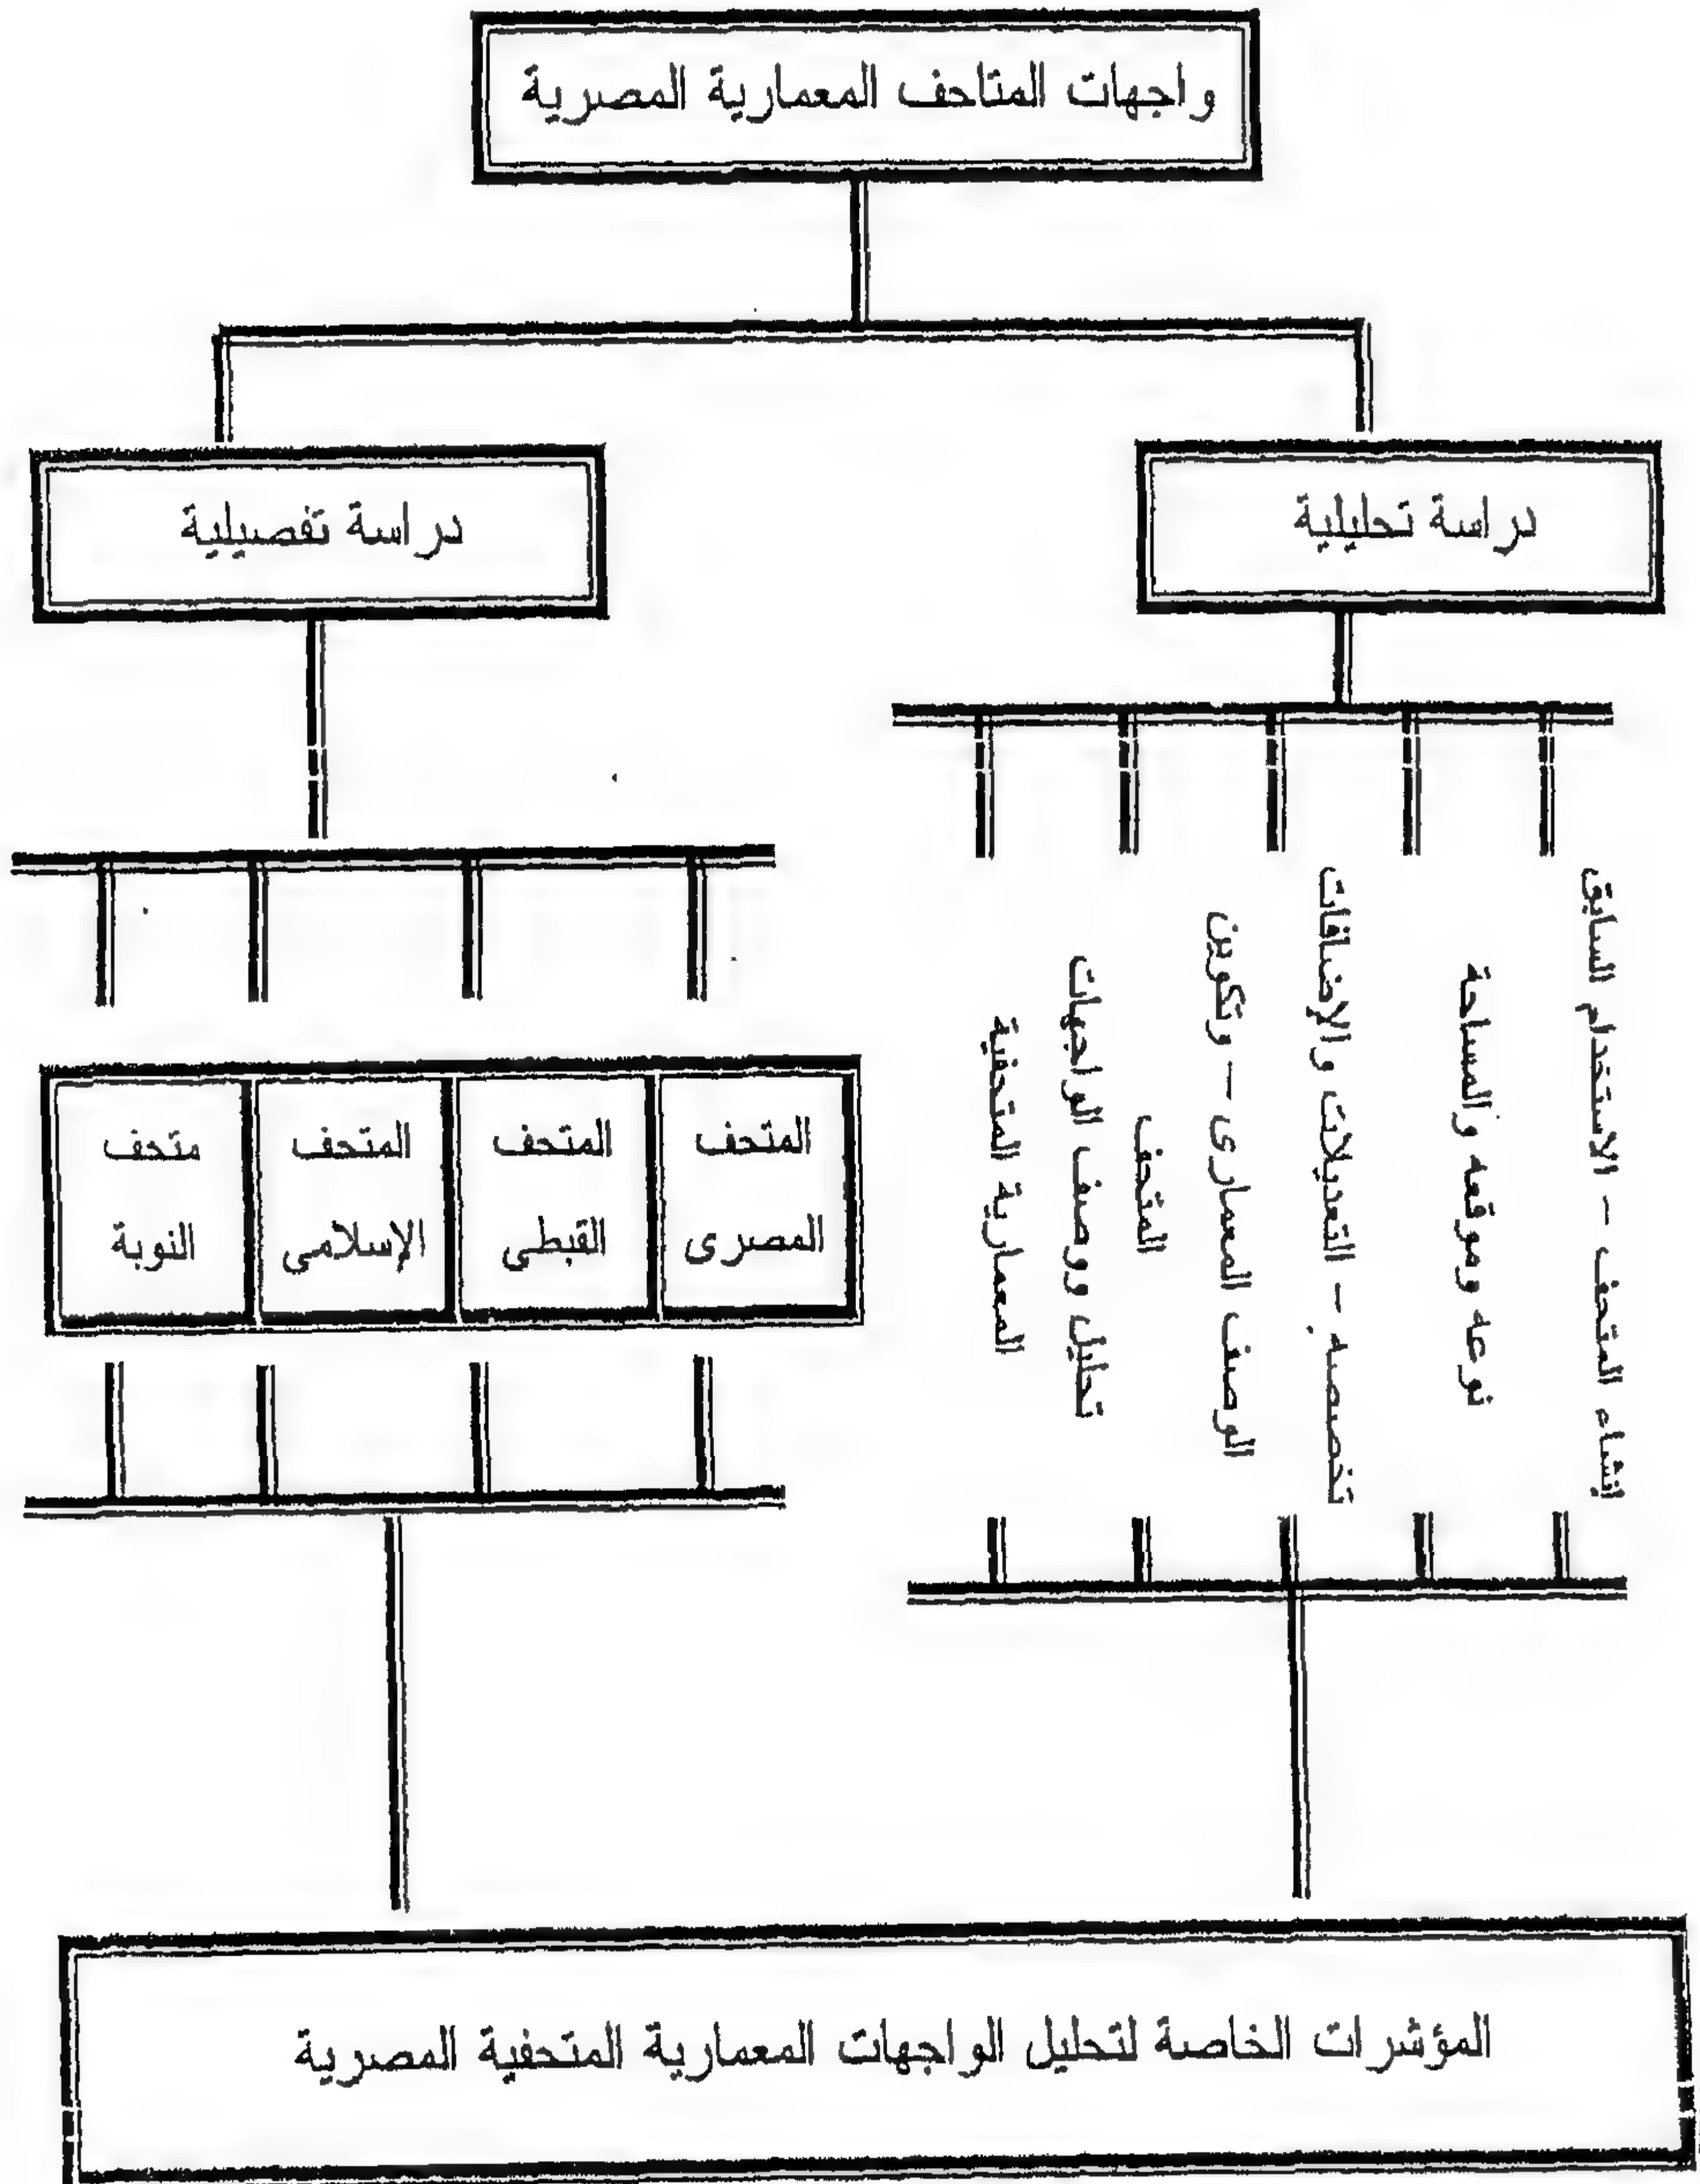 واجهات المتاحف المعمارية المصرية
دراسة تحليلية
دراسة تفصيلية
إنشاء المتحف - الاستخدام السابق
نوعه وموقعه والمساحة
تخصصه - التعديلات والإضافات
الوصف المعمارى - وتكوين
المتحف
تحليل ووصف الواجهات
المعمارية المتحفية
المتحف
المصرى
المتحف
القبطى
المتحف
الإسلامى
متحف
النوبة
المؤشرات الخاصة لتحليل الواجهات المعمارية المتحفية المصرية